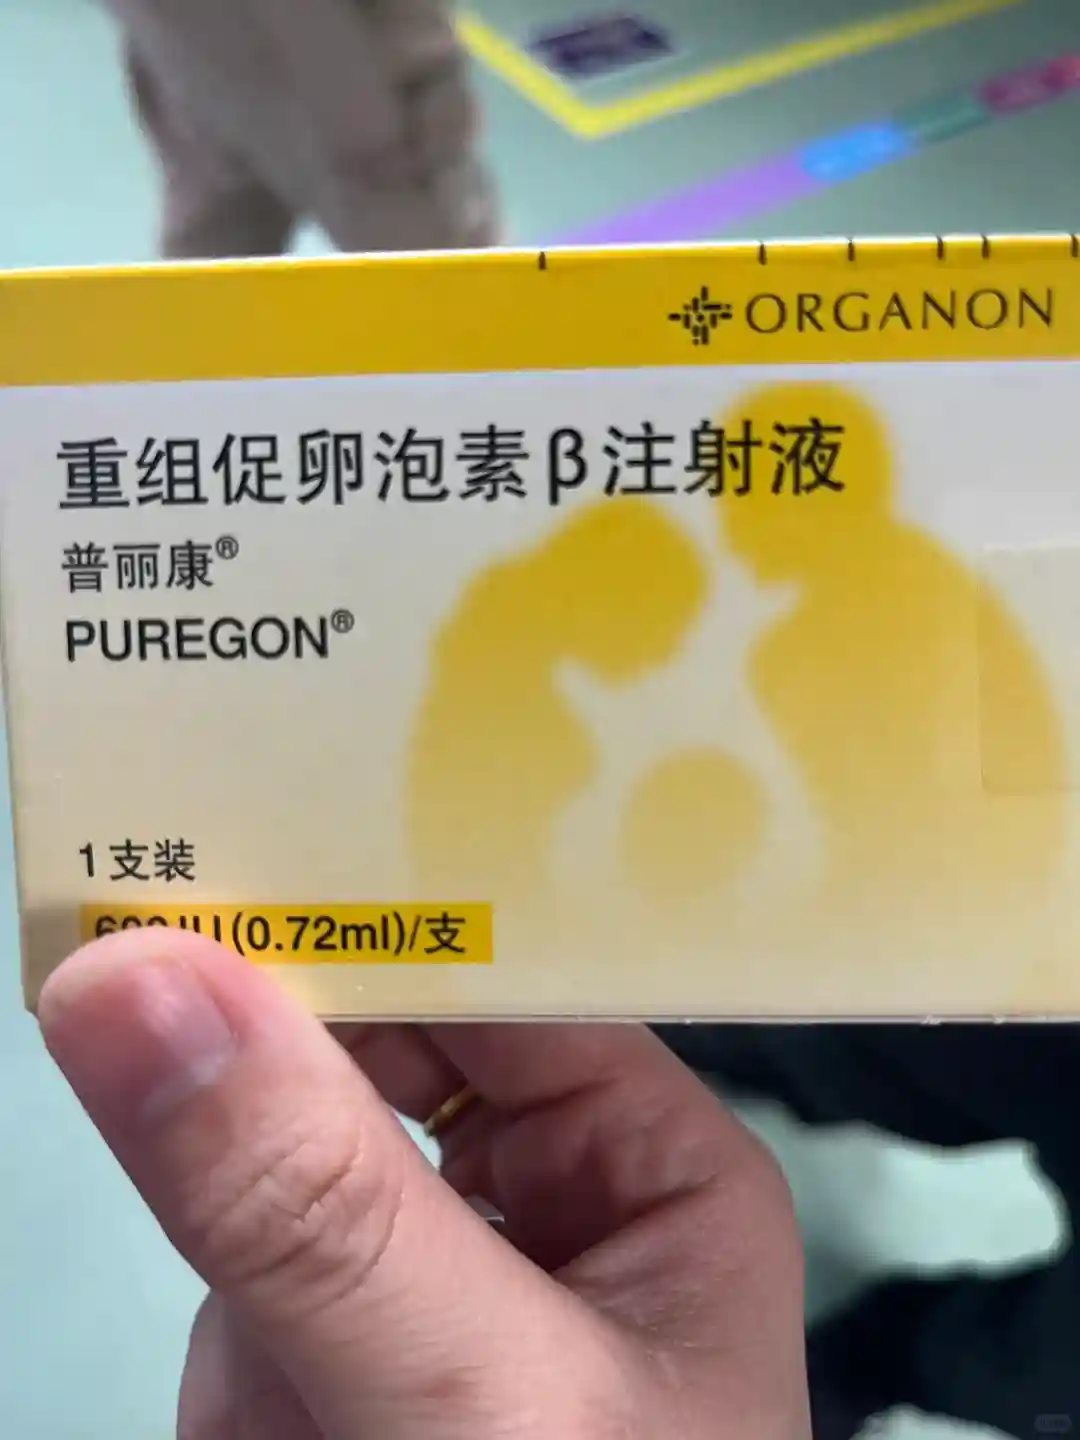 ORGANON
重组促卵泡素β注射液
普丽康®
PUREGON®
1支装
(0.72ml)/支